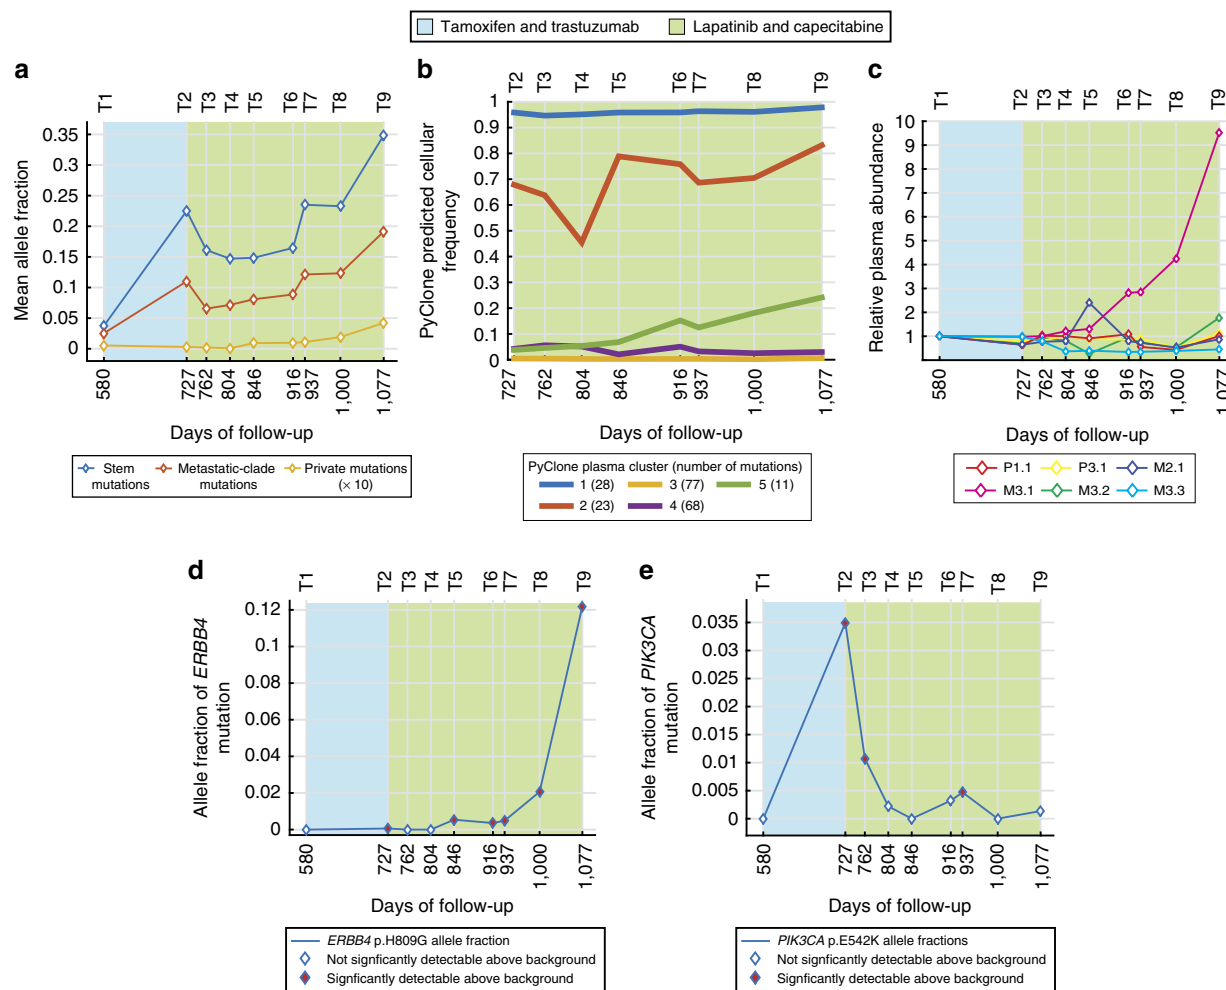 Tamoxifen and trastuzumab
Lapatinib and capecitabine
a
T1 T2 T3 T4 T5 T6 T7 T8 T9
Mean allele fraction
0.35
0.3
0.25
0.2
0.15
0.1
0.05
0
580 727 762 804 846 916 937 1,000 1,077
Days of follow-up
Stem mutations
Metastatic-clade mutations
Private mutations (× 10)
b
T2 T3 T4 T5 T6 T7 T8 T9
PyClone predicted cellular frequency
1
0.9
0.8
0.7
0.6
0.5
0.4
0.3
0.2
0.1
0
727 762 804 846 916 937 1,000 1,077
Days of follow-up
PyClone plasma cluster (number of mutations)
1 (28) 3 (77) 5 (11)
2 (23) 4 (68)
c
T1 T2 T3 T4 T5 T6 T7 T8 T9
Relative plasma abundance
10
9
8
7
6
5
4
3
2
1
580 727 762 804 846 916 937 1,000 1,077
Days of follow-up
P1.1 P3.1 M2.1
M3.1 M3.2 M3.3
d
T1 T2 T3 T4 T5 T6 T7 T8 T9
Allele fraction of ERBB4 mutation
0.12
0.1
0.08
0.06
0.04
0.02
0
580 727 762 804 846 916 937 1,000 1,077
Days of follow-up
ERBB4 p.H809G allele fraction
Not signficantly detectable above background
Signficantly detectable above background
e
T1 T2 T3 T4 T5 T6 T7 T8 T9
Allele fraction of PIK3CA mutation
0.035
0.03
0.025
0.02
0.015
0.01
0.005
0
580 727 762 804 846 916 937 1,000 1,077
Days of follow-up
PIK3CA p.E542K allele fractions
Not signficantly detectable above background
Signficantly detectable above background